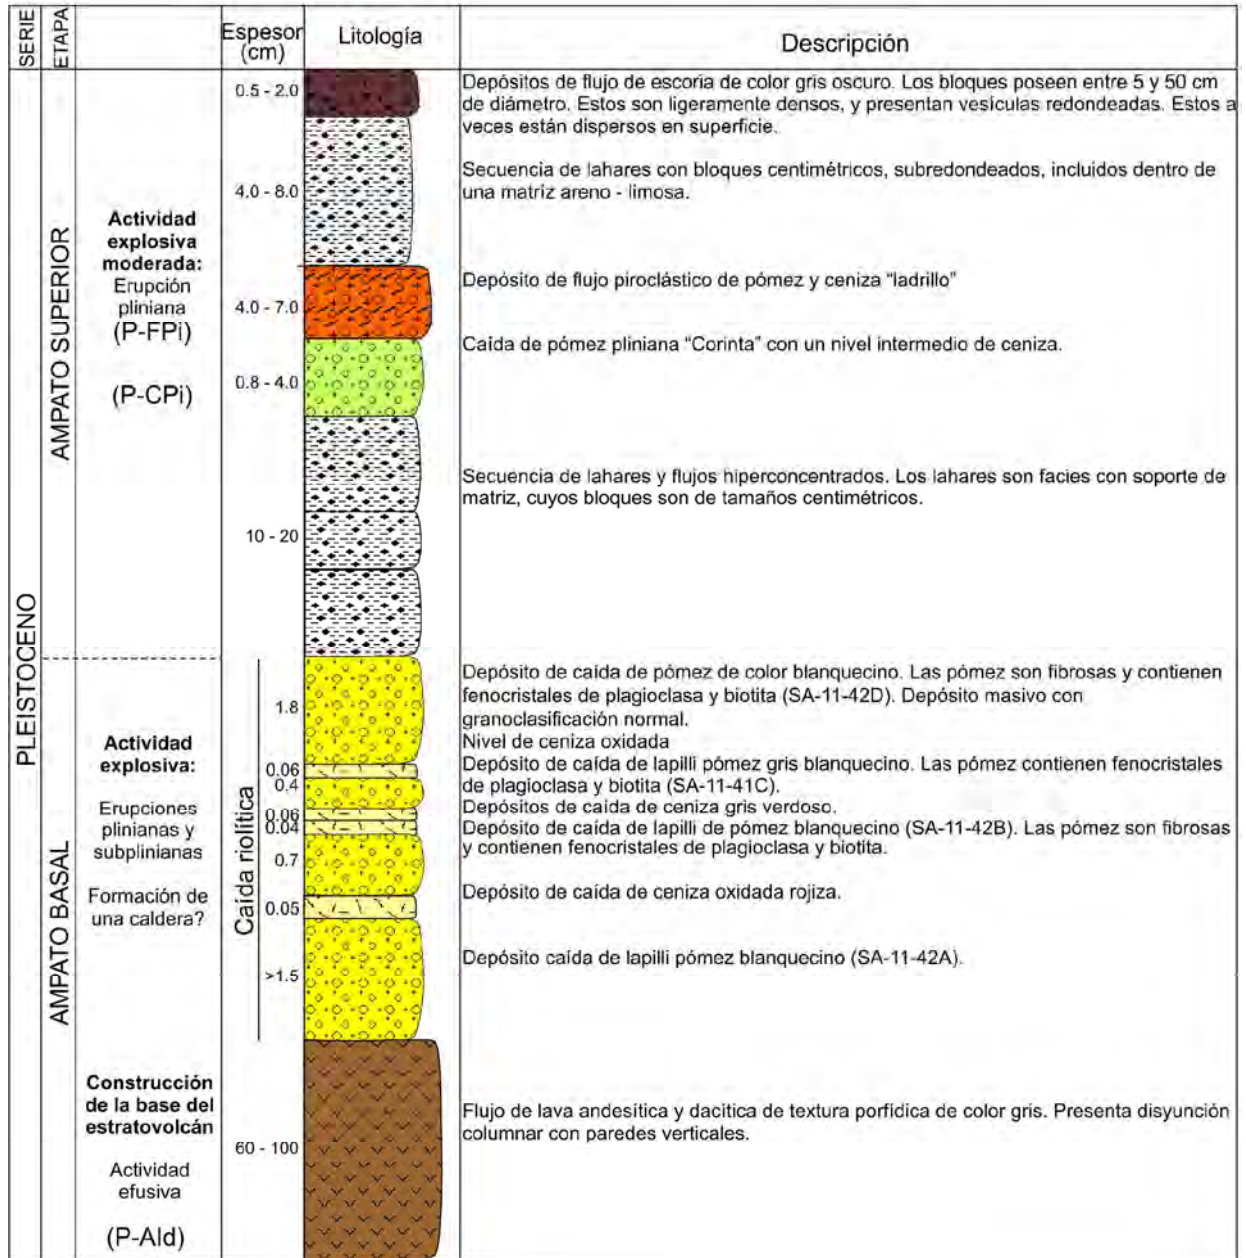 SERIE
ETAPA
Espesor
(cm)
Litología
Descripción
PLEISTOCENO
AMPATO SUPERIOR
Actividad
explosiva
moderada:
Erupción
pliniana
(P-FPi)
(P-CPi)
0.5 - 2.0
Depósitos de flujo de escoria de color gris oscuro. Los bloques poseen entre 5 y 50 cm
de diámetro. Estos son ligeramente densos, y presentan vesículas redondeadas. Estos a
veces están dispersos en superficie.
4.0 - 8.0
Secuencia de lahares con bloques centimétricos, subredondeados, incluidos dentro de
una matriz areno - limosa.
4.0 - 7.0
Depósito de flujo piroclástico de pómez y ceniza "ladrillo"
0.8 - 4.0
Caída de pómez pliniana "Corinta" con un nivel intermedio de ceniza.
10 - 20
Secuencia de lahares y flujos hiperconcentrados. Los lahares son facies con soporte de
matriz, cuyos bloques son de tamaños centimétricos.
AMPATO BASAL
Actividad
explosiva:
Erupciones
plinianas y
subplinianas
Formación de
una caldera?
Caída riolítica
1.8
Depósito de caída de pómez de color blanquecino. Las pómez son fibrosas y contienen
fenocristales de plagioclasa y biotita (SA-11-42D). Depósito masivo con
granoclasificación normal.
0.06
Nivel de ceniza oxidada
0.4
Depósito de caída de lapilli pómez gris blanquecino. Las pómez contienen fenocristales
de plagioclasa y biotita (SA-11-41C).
0.06
0.04
Depósitos de caída de ceniza gris verdoso.
0.7
Depósito de caída de lapilli de pómez blanquecino (SA-11-42B). Las pómez son fibrosas
y contienen fenocristales de plagioclasa y biotita.
0.05
Depósito de caída de ceniza oxidada rojiza.
>1.5
Depósito caída de lapilli pómez blanquecino (SA-11-42A).
Construcción
de la base del
estratovolcán
Actividad
efusiva
(P-Ald)
60 - 100
Flujo de lava andesítica y dacítica de textura porfídica de color gris. Presenta disyunción
columnar con paredes verticales.